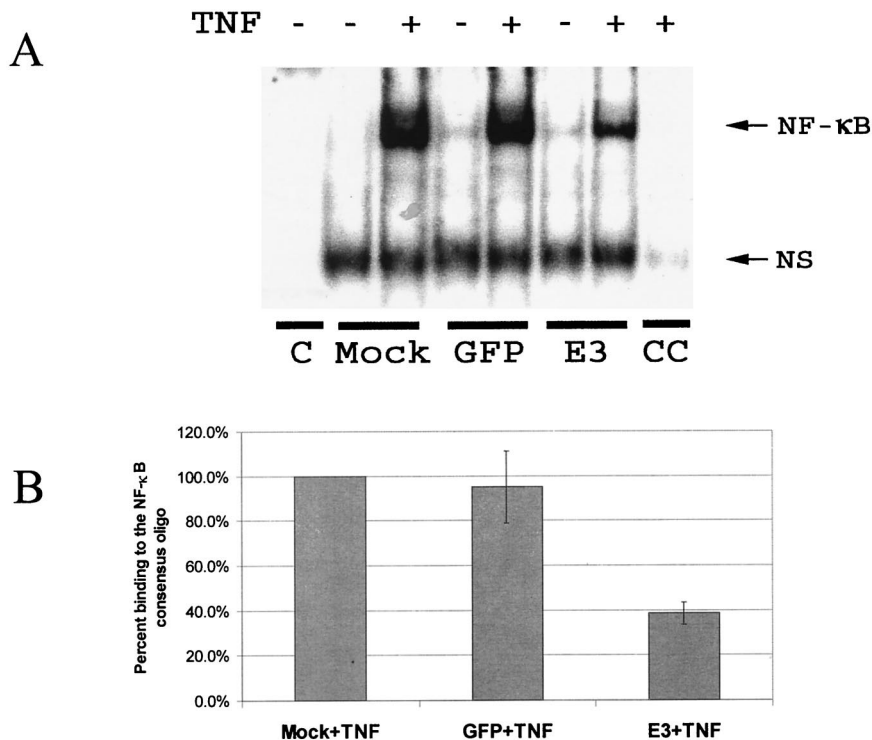 TNF - - + - + - + +
A
NF-κB
NS
C Mock GFP E3 CC
B
Percent binding to the NF-κB
consensus oligo
120.0%
100.0%
80.0%
60.0%
40.0%
20.0%
0.0%
Mock+TNF GFP+TNF E3+TNF